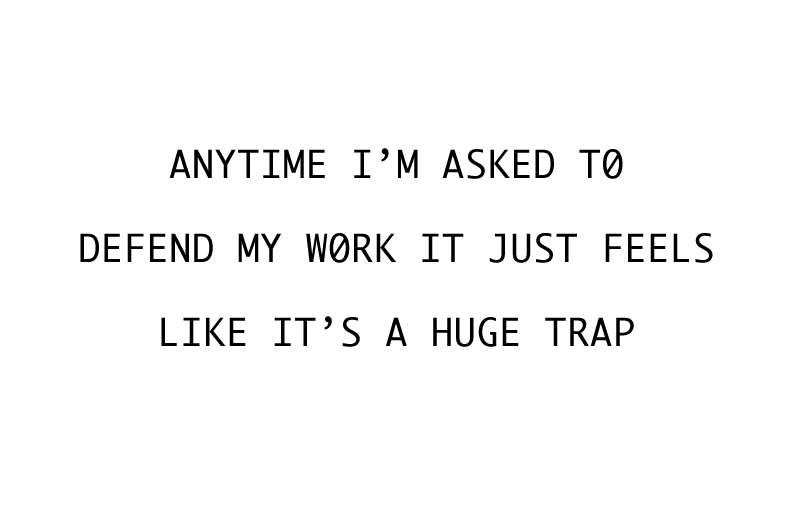 ANYTIME I’M ASKED T0
DEFEND MY W0RK IT JUST FEELS
LIKE IT’S A HUGE TRAP